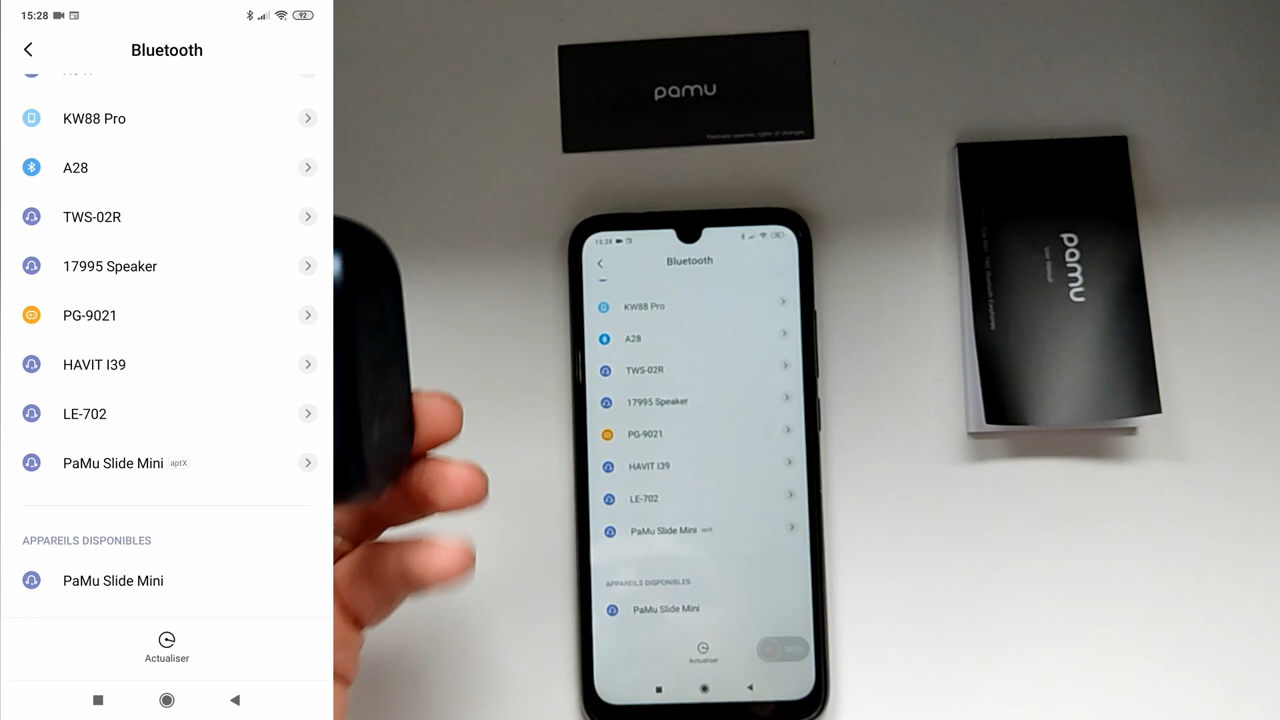 15:28
92
Bluetooth
KW88 Pro
A28
TWS-02R
17995 Speaker
PG-9021
HAVIT I39
LE-702
PaMu Slide Mini aptX
APPAREILS DISPONIBLES
PaMu Slide Mini
Actualiser
pamu
15:28
Bluetooth
KW88 Pro
A28
TWS-02R
17995 Speaker
PG-9021
HAVIT I39
LE-702
PaMu Slide Mini
APPAREILS DISPONIBLES
PaMu Slide Mini
Actualiser
pamu
User Manual